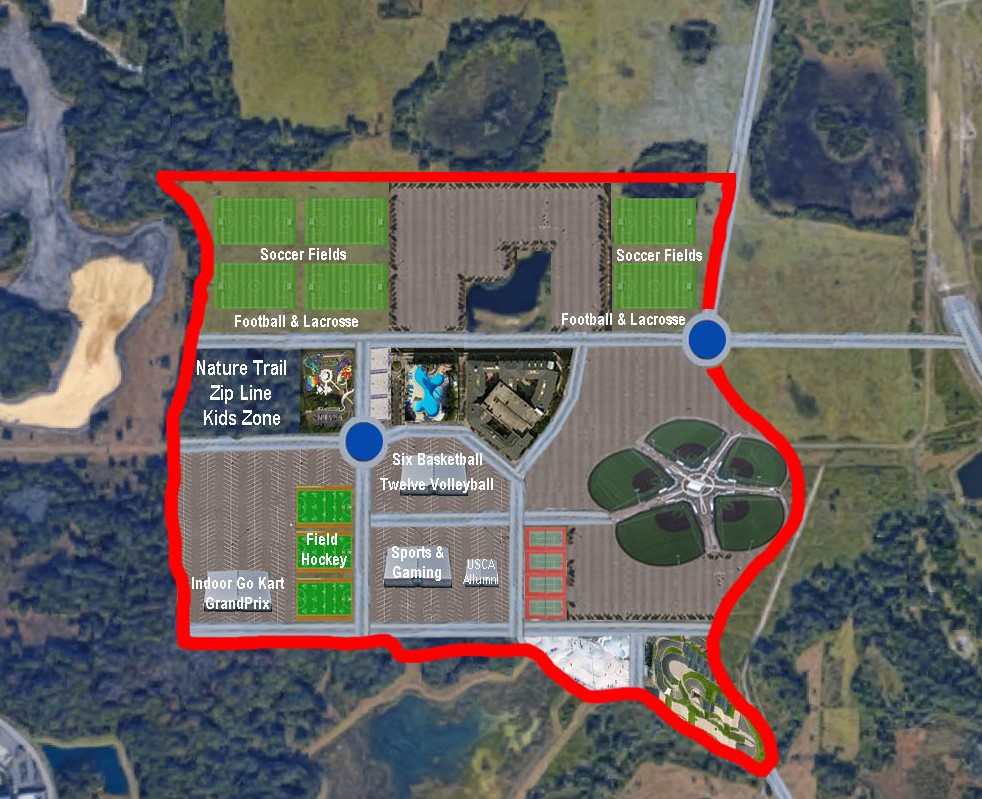 Soccer Fields
Soccer Fields
Football & Lacrosse
Football & Lacrosse
Nature Trail
Zip Line
Kids Zone
Six Basketball
Twelve Volleyball
Field
Hockey
Sports &
Gaming
USCA
Allumni
Indoor Go Kart
GrandPrix